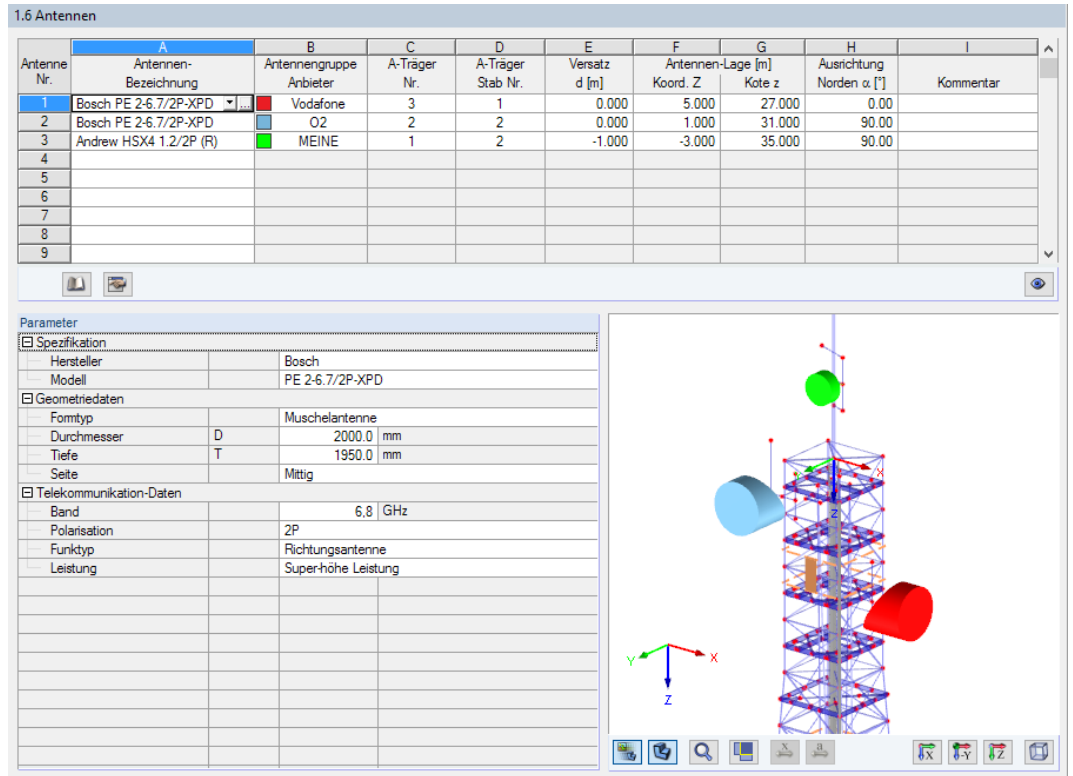 1.6 Antennen
A B C D E F G H I
Antenne Antennen- Antennengruppe A-Träger A-Träger Versatz Antennen-Lage [m] Ausrichtung
Nr. Bezeichnung Anbieter Nr. Stab Nr. d [m] Koord. Z Kote z Norden α [°] Kommentar
1 Bosch PE 2-6.7/2P-XPD ... Vodafone 3 1 0.000 5.000 27.000 0.00
2 Bosch PE 2-6.7/2P-XPD O2 2 2 0.000 1.000 31.000 90.00
3 Andrew HSX4 1.2/2P (R) MEINE 1 2 -1.000 -3.000 35.000 90.00
4
5
6
7
8
9
Parameter
Spezifikation
Hersteller Bosch
Modell PE 2-6.7/2P-XPD
Geometriedaten
Formtyp Muschelantenne
Durchmesser D 2000.0 mm
Tiefe T 1950.0 mm
Seite Mittig
Telekommunikation-Daten
Band 6,8 GHz
Polarisation 2P
Funktyp Richtungsantenne
Leistung Super-höhe Leistung
X
Z
Y X
Z
x a X -Y Z